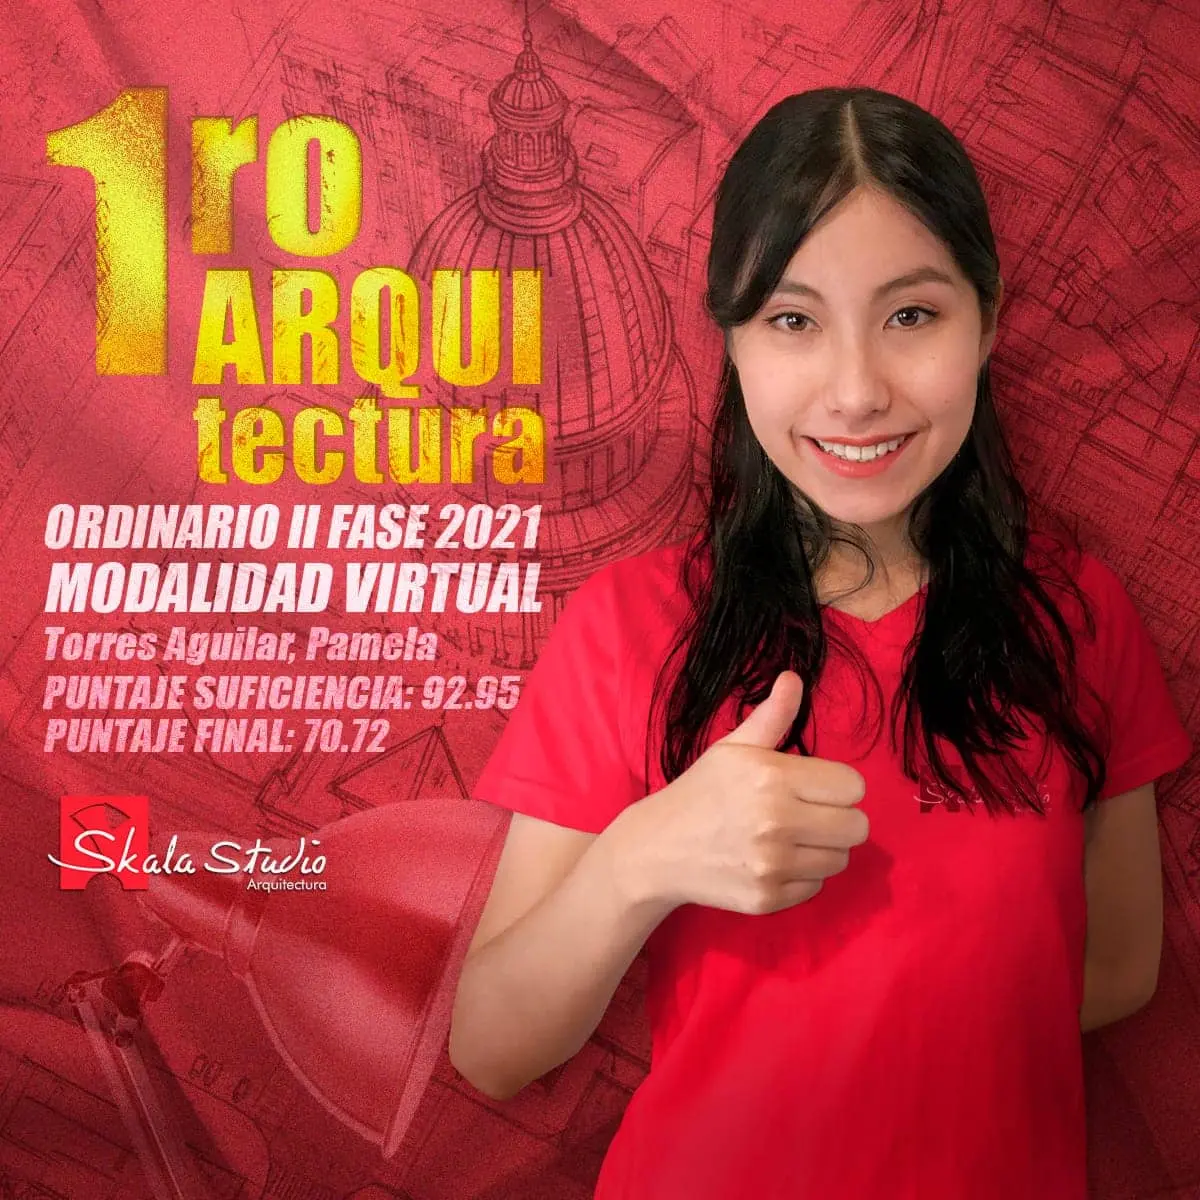 1ro
ARQUI
tectura
ORDINARIO II FASE 2021
MODALIDAD VIRTUAL
Torres Aguilar, Pamela
PUNTAJE SUFICIENCIA: 92.95
PUNTAJE FINAL: 70.72
Skala Studio
Arquitectura